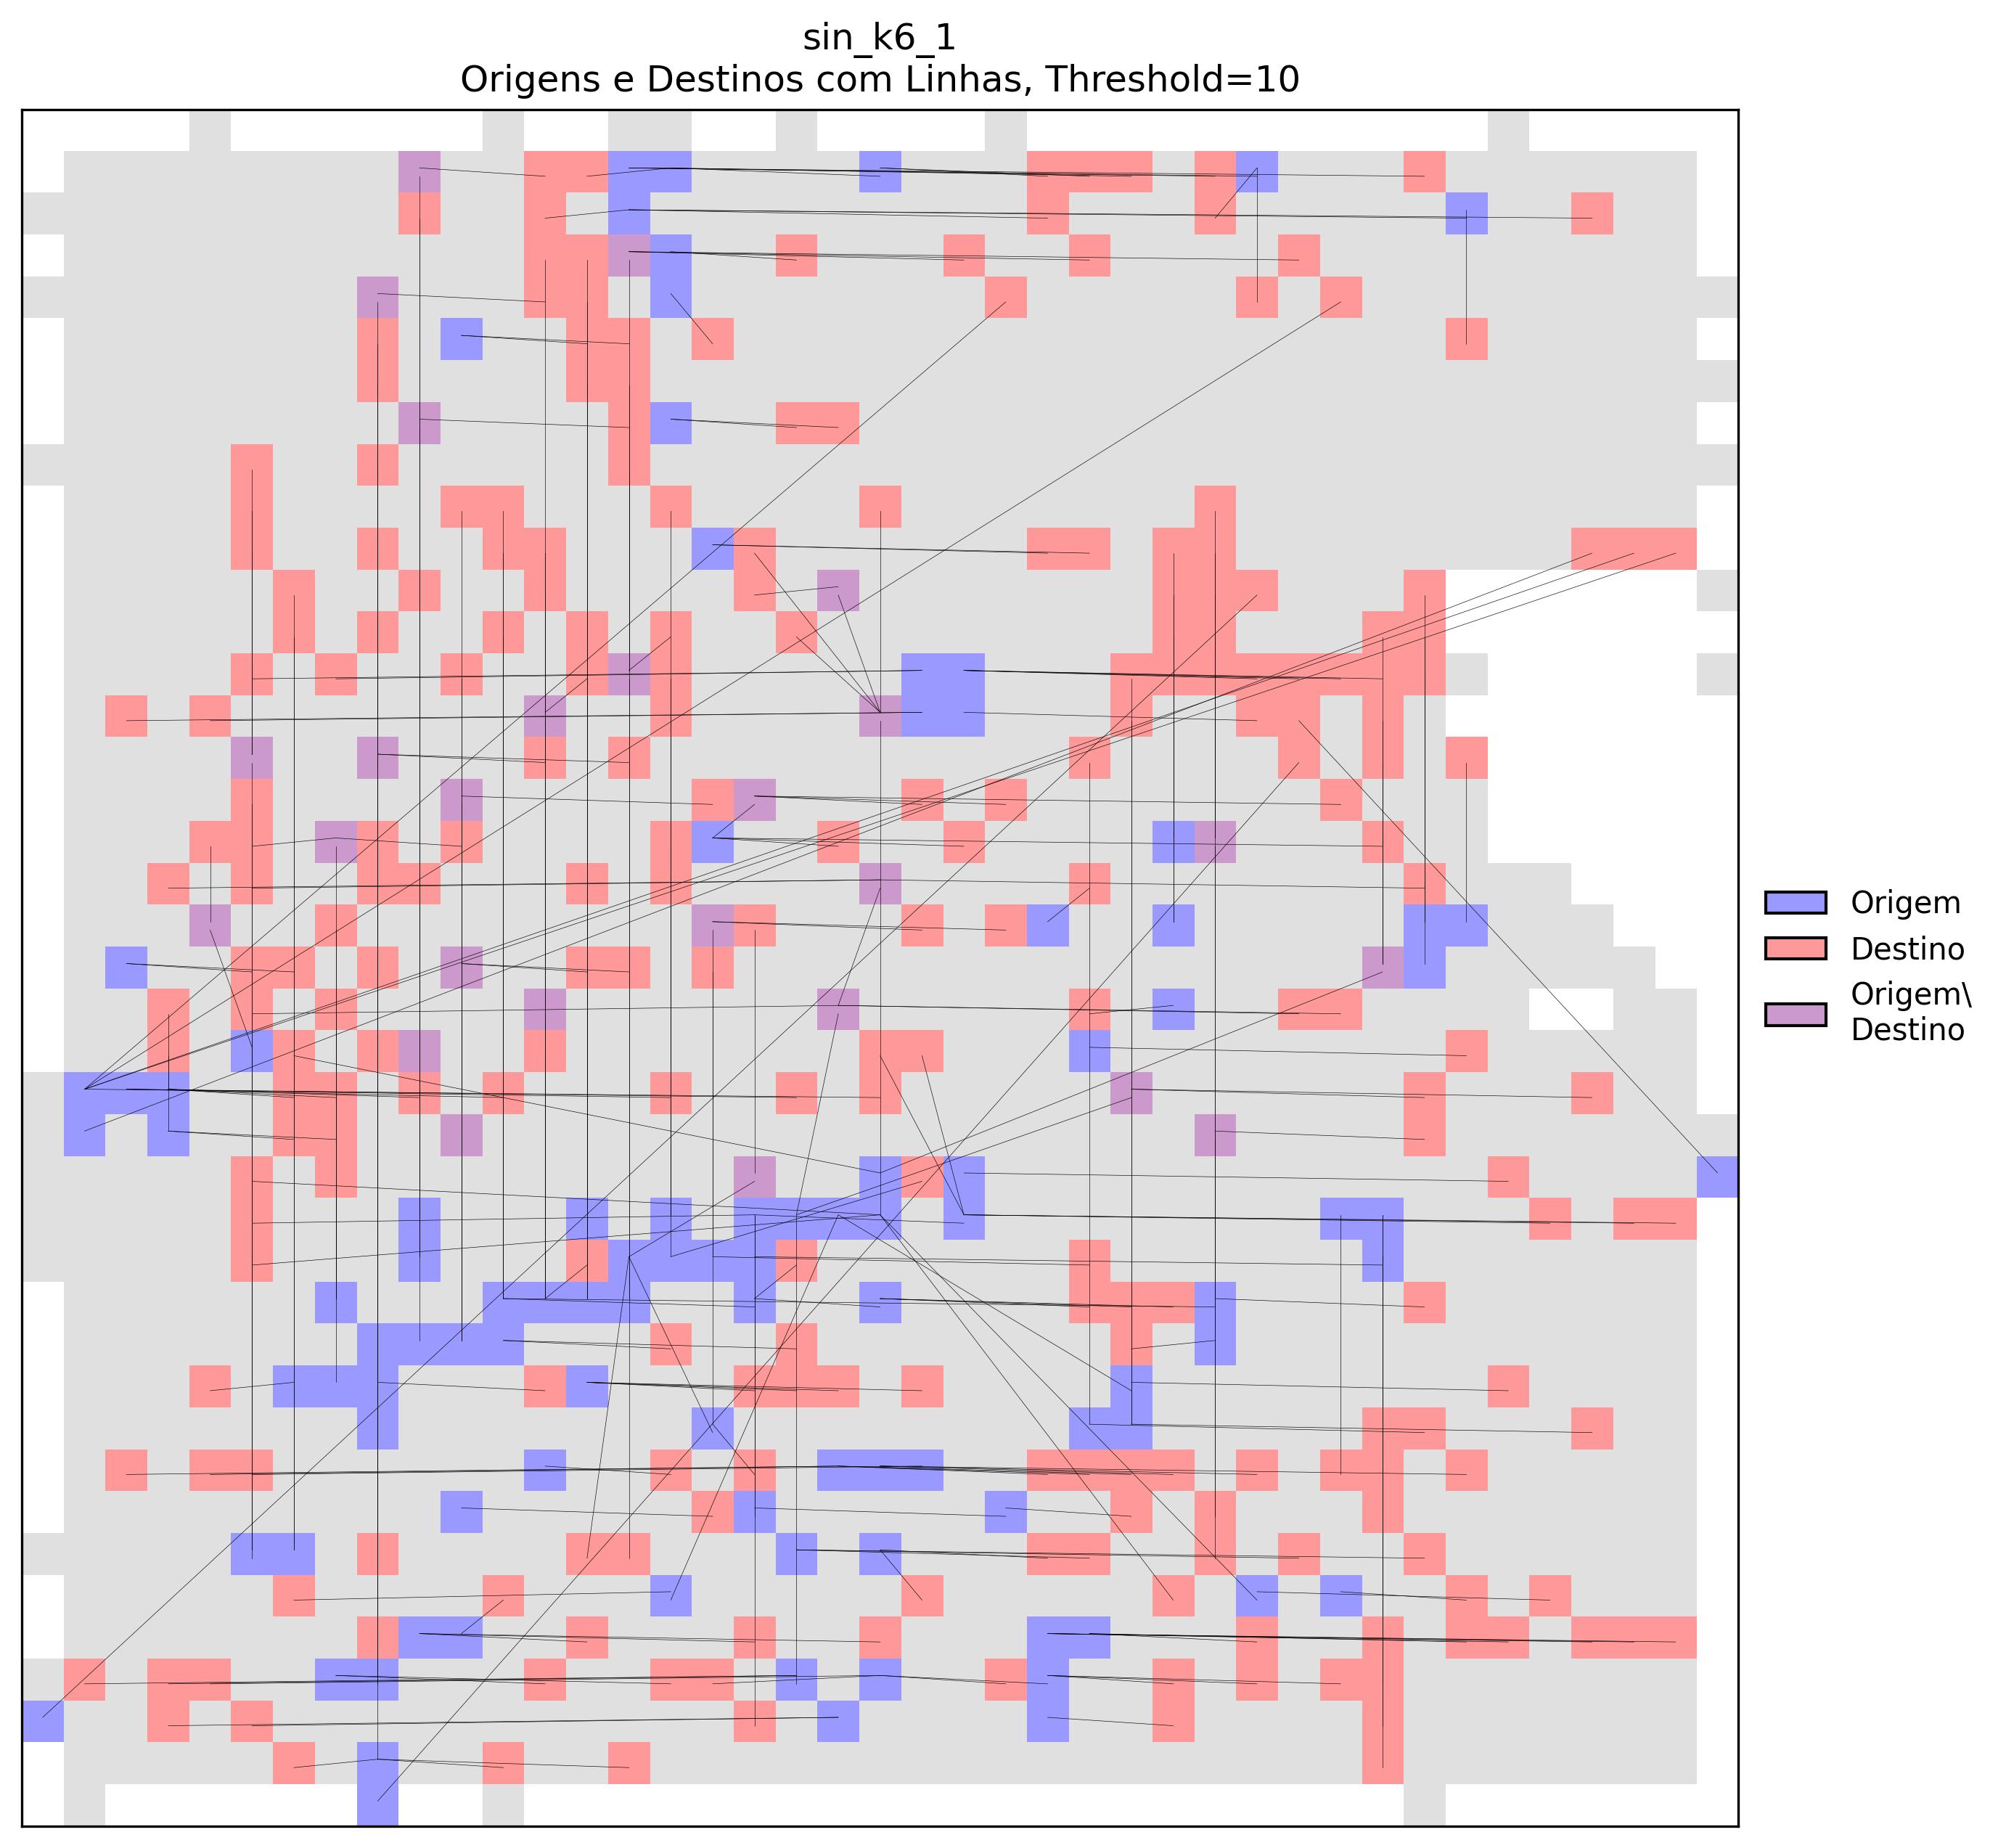 sin_k6_1
Origens e Destinos com Linhas, Threshold=10
Origem
Destino
Origem\
Destino